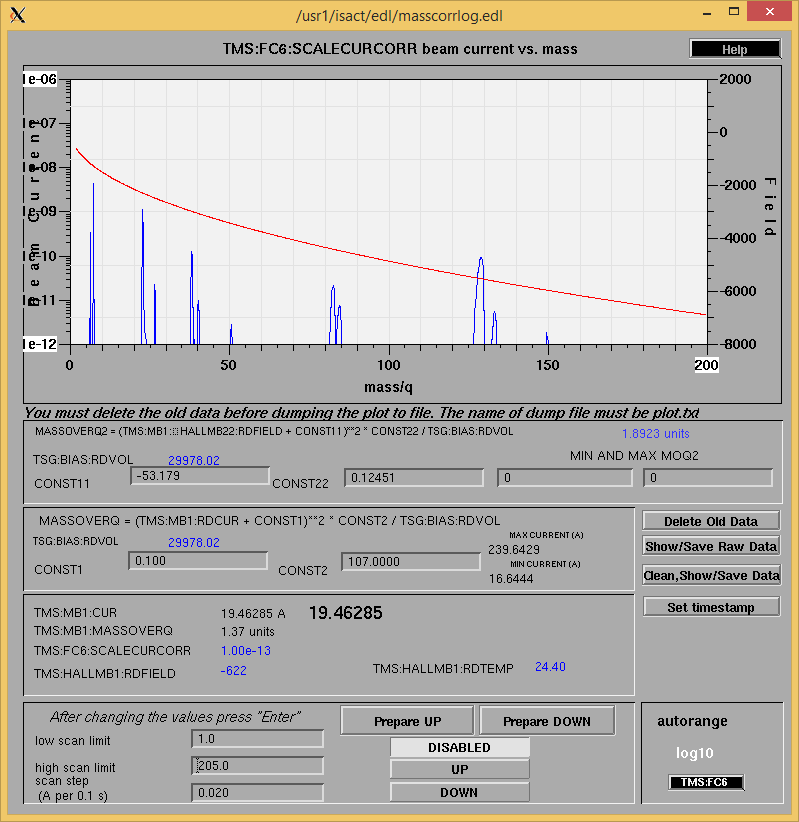 /usr1/isact/edl/masscorrlog.edl
TMS:FC6:SCALECURCORR beam current vs. mass
Help
Beam Current
Field
1e-06
1e-07
1e-08
1e-09
1e-10
1e-11
1e-12
2000
0
-2000
-4000
-6000
-8000
0 50 100 150 200
mass/q
You must delete the old data before dumping the plot to file. The name of dump file must be plot.txt
MASSOVERQ2 = (TMS:MB1: HALLMB22:RDFIELD + CONST11)**2 * CONST22 / TSG:BIAS:RDVOL
1.8923 units
TSG:BIAS:RDVOL 29978.02 MIN AND MAX MOQ2
CONST11 -53.179 CONST22 0.12451 0 0
MASSOVERQ = (TMS:MB1:RDCUR + CONST1)**2 * CONST2 / TSG:BIAS:RDVOL
TSG:BIAS:RDVOL 29978.02
MAX CURRENT (A)
239.6429
CONST1 0.100 CONST2 107.0000
MIN CURRENT (A)
16.6444
Delete Old Data
Show/Save Raw Data
Clean,Show/Save Data
Set timestamp
TMS:MB1:CUR 19.46285 A 19.46285
TMS:MB1:MASSOVERQ 1.37 units
TMS:FC6:SCALECURCORR 1.00e-13
TMS:HALLMB1:RDFIELD -622 TMS:HALLMB1:RDTEMP 24.40
After changing the values press "Enter"
low scan limit 1.0
high scan limit 205.0
scan step
(A per 0.1 s) 0.020
Prepare UP Prepare DOWN
DISABLED
UP
DOWN
autorange
log10
TMS:FC6